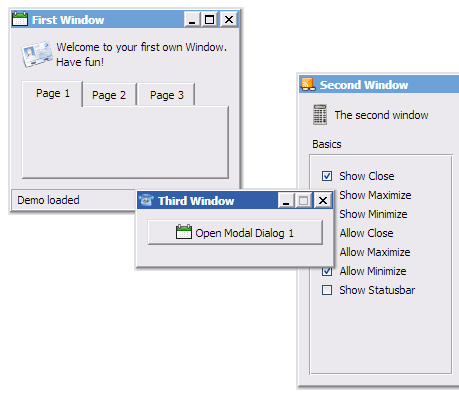 First Window
Welcome to your first own Window.
Have fun!
Page 1
Page 2
Page 3
Demo loaded
Second Window
The second window
Basics
Show Close
Show Maximize
Show Minimize
Allow Close
Allow Maximize
Allow Minimize
Show Statusbar
Third Window
Open Modal Dialog 1